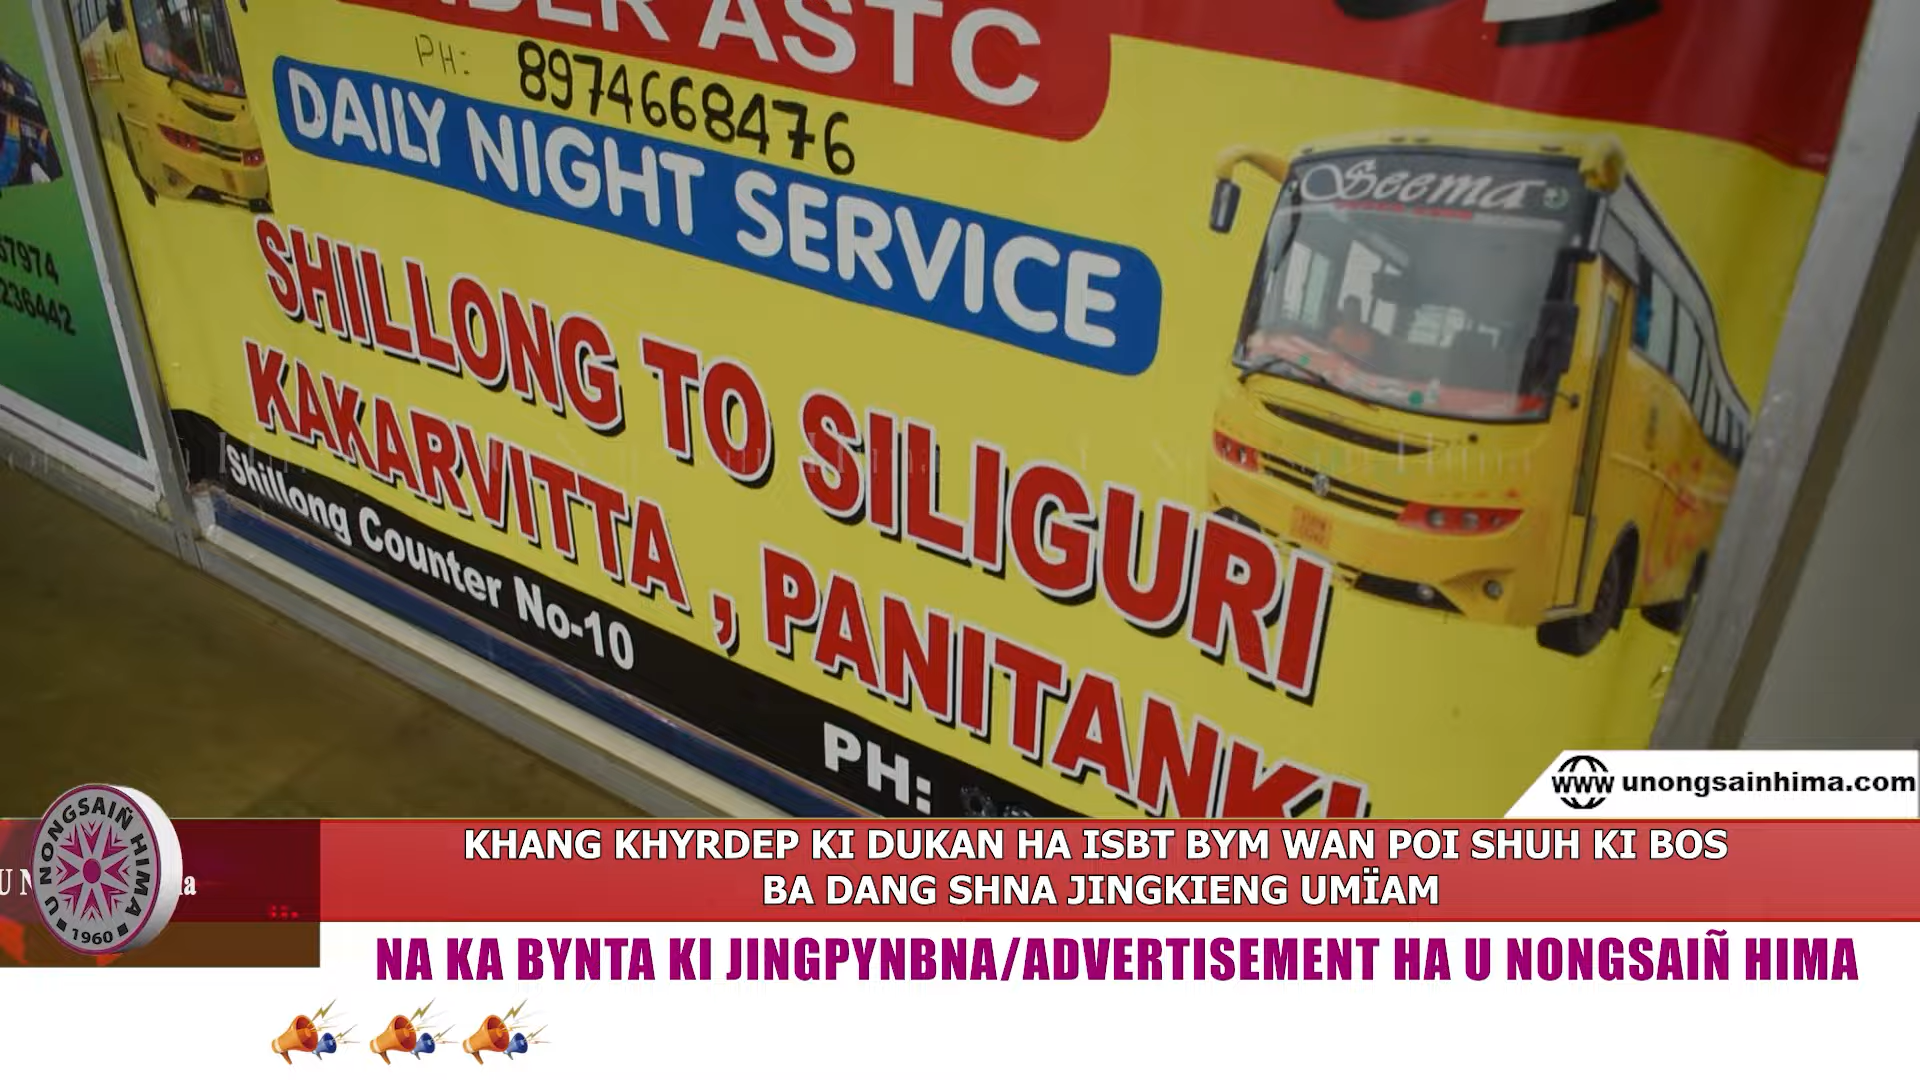 ASTC
PH: 8974668476
DAILY NIGHT SERVICE
Seema
SHILLONG TO SILIGURI
KAKARVITTA , PANITANKI
Shillong Counter No-10
PH:
67974
236442
www unongsainhima.com
U NONGSAIÑ HIMA
1960
KHANG KHYRDEP KI DUKAN HA ISBT BYM WAN POI SHUH KI BOS
BA DANG SHNA JINGKIENG UMÏAM
NA KA BYNTA KI JINGPYNBNA/ADVERTISEMENT HA U NONGSAIÑ HIMA